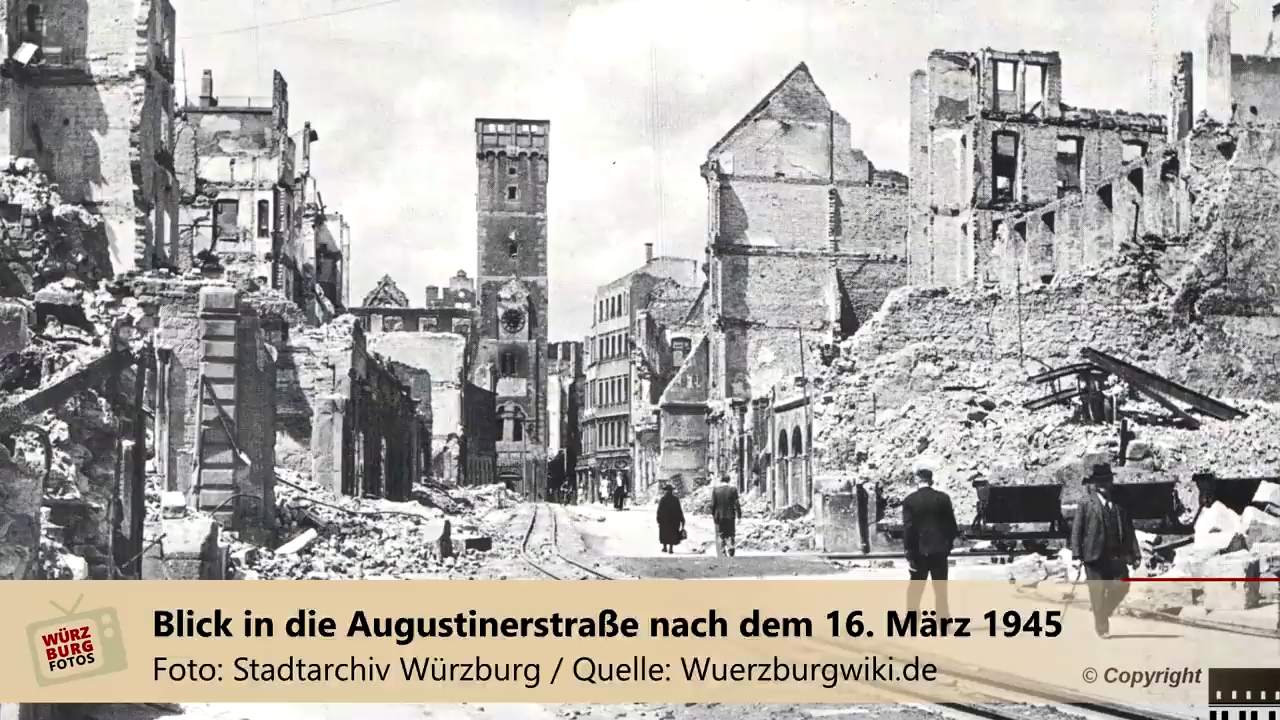 WÜRZ
BURG
FOTOS
Blick in die Augustinerstraße nach dem 16. März 1945
Foto: Stadtarchiv Würzburg / Quelle: Wuerzburgwiki.de
© Copyright